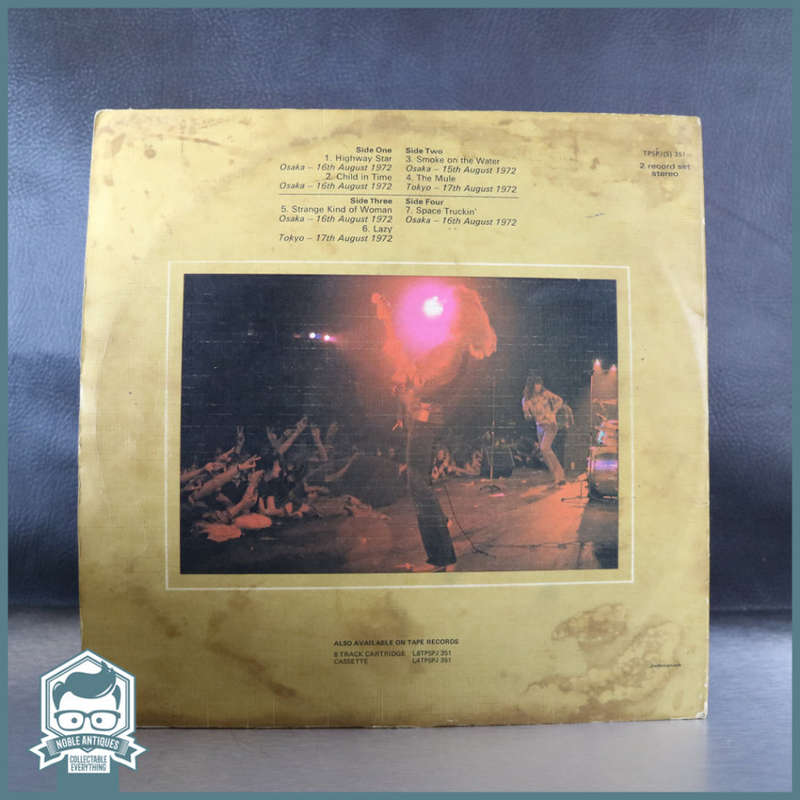 Side One
1. Highway Star
Osaka – 16th August 1972
2. Child in Time
Osaka – 16th August 1972
Side Two
3. Smoke on the Water
Osaka – 15th August 1972
4. The Mule
Tokyo – 17th August 1972
Side Three
5. Strange Kind of Woman
Osaka – 16th August 1972
6. Lazy
Tokyo – 17th August 1972
Side Four
7. Space Truckin'
Osaka – 16th August 1972
TPSPJ(S) 351
2 record set
stereo
ALSO AVAILABLE ON TAPE RECORDS
8 TRACK CARTRIDGE L8TPSPJ 351
CASSETTE L4TPSPJ 351
NOBLE ANTIQUES
COLLECTABLE
EVERYTHING